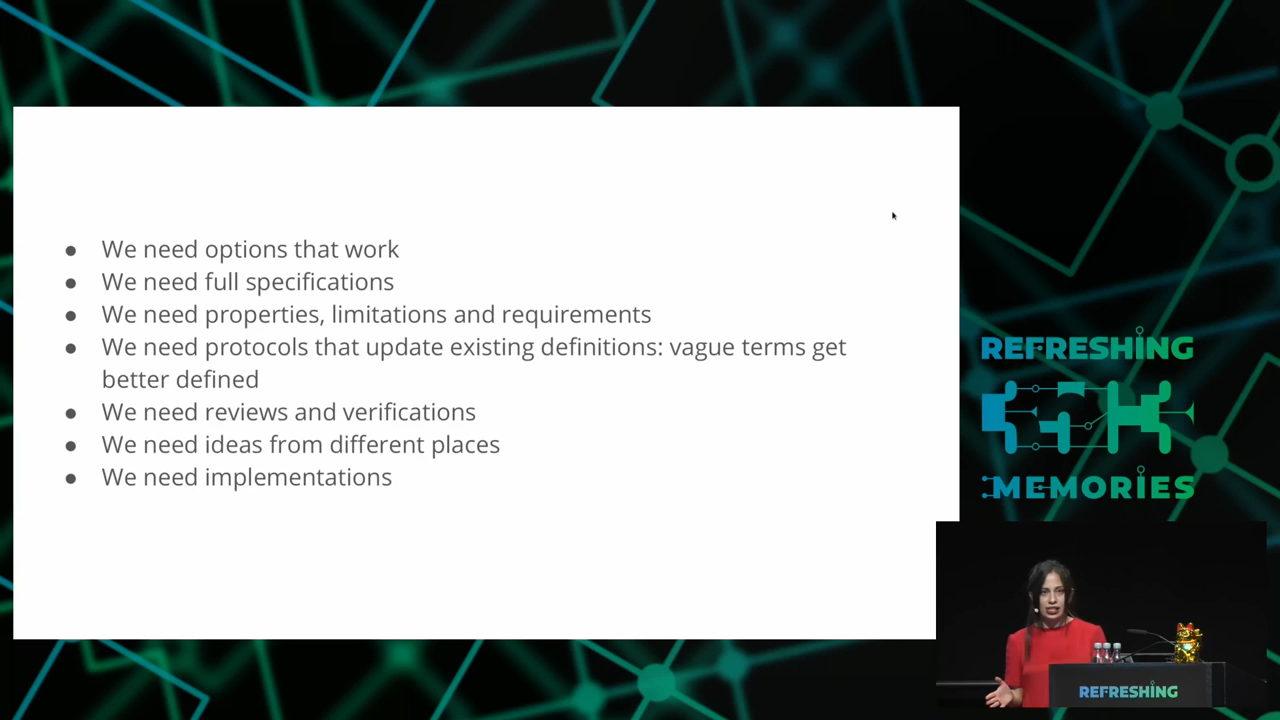 ● We need options that work
● We need full specifications
● We need properties, limitations and requirements
● We need protocols that update existing definitions: vague terms get
better defined
● We need reviews and verifications
● We need ideas from different places
● We need implementations
REFRESHING
35C3
MEMORIES
REFRESHING